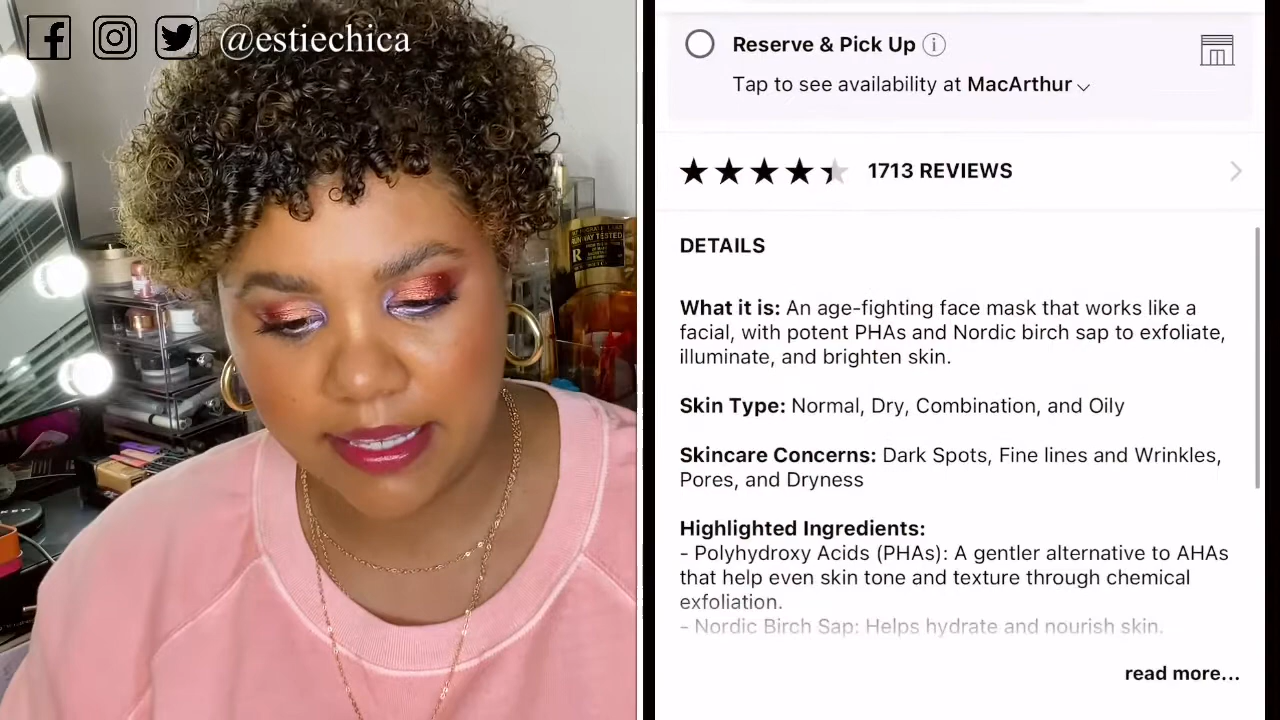 @estiechica
RUNWAY TESTED
R
Reserve & Pick Up
Tap to see availability at MacArthur
1713 REVIEWS
DETAILS
What it is: An age-fighting face mask that works like a
facial, with potent PHAs and Nordic birch sap to exfoliate,
illuminate, and brighten skin.
Skin Type: Normal, Dry, Combination, and Oily
Skincare Concerns: Dark Spots, Fine lines and Wrinkles,
Pores, and Dryness
Highlighted Ingredients:
- Polyhydroxy Acids (PHAs): A gentler alternative to AHAs
that help even skin tone and texture through chemical
exfoliation.
- Nordic Birch Sap: Helps hydrate and nourish skin.
read more...